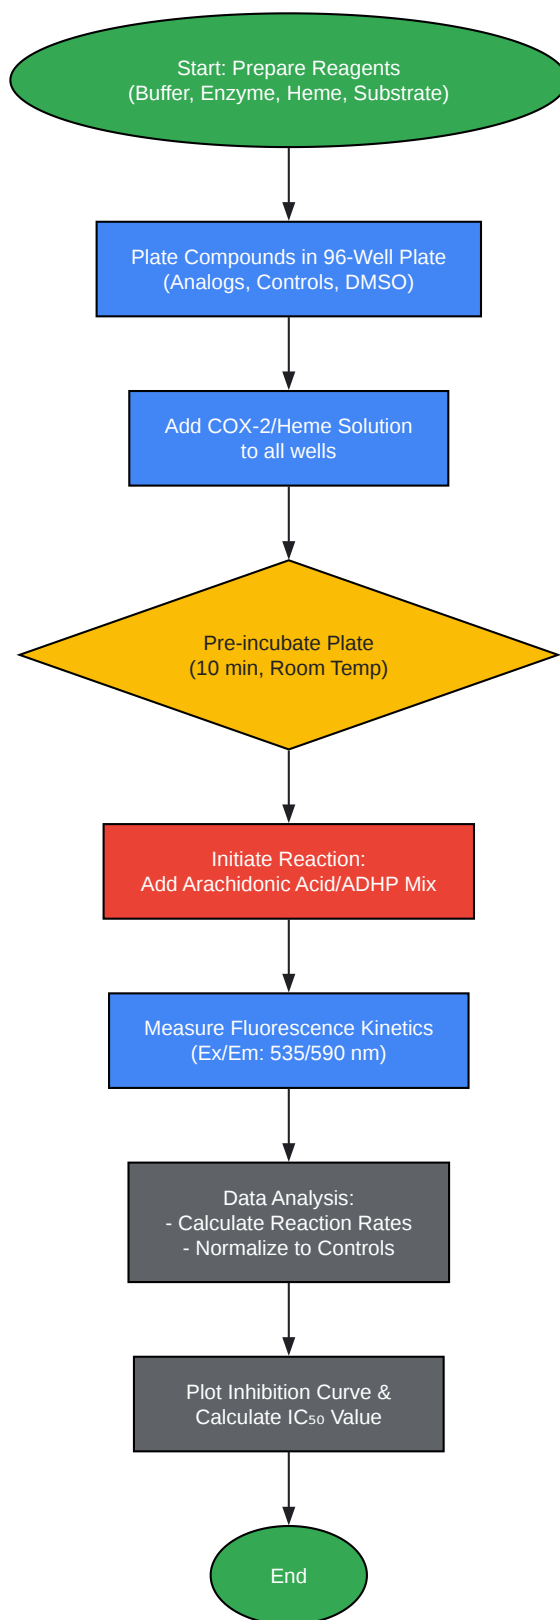 Start: Prepare Reagents
(Buffer, Enzyme, Heme, Substrate)
Plate Compounds in 96-Well Plate
(Analogs, Controls, DMSO)
Add COX-2/Heme Solution
to all wells
Pre-incubate Plate
(10 min, Room Temp)
Initiate Reaction:
Add Arachidonic Acid/ADHP Mix
Measure Fluorescence Kinetics
(Ex/Em: 535/590 nm)
Data Analysis:
- Calculate Reaction Rates
- Normalize to Controls
Plot Inhibition Curve &
Calculate IC₅₀ Value
End